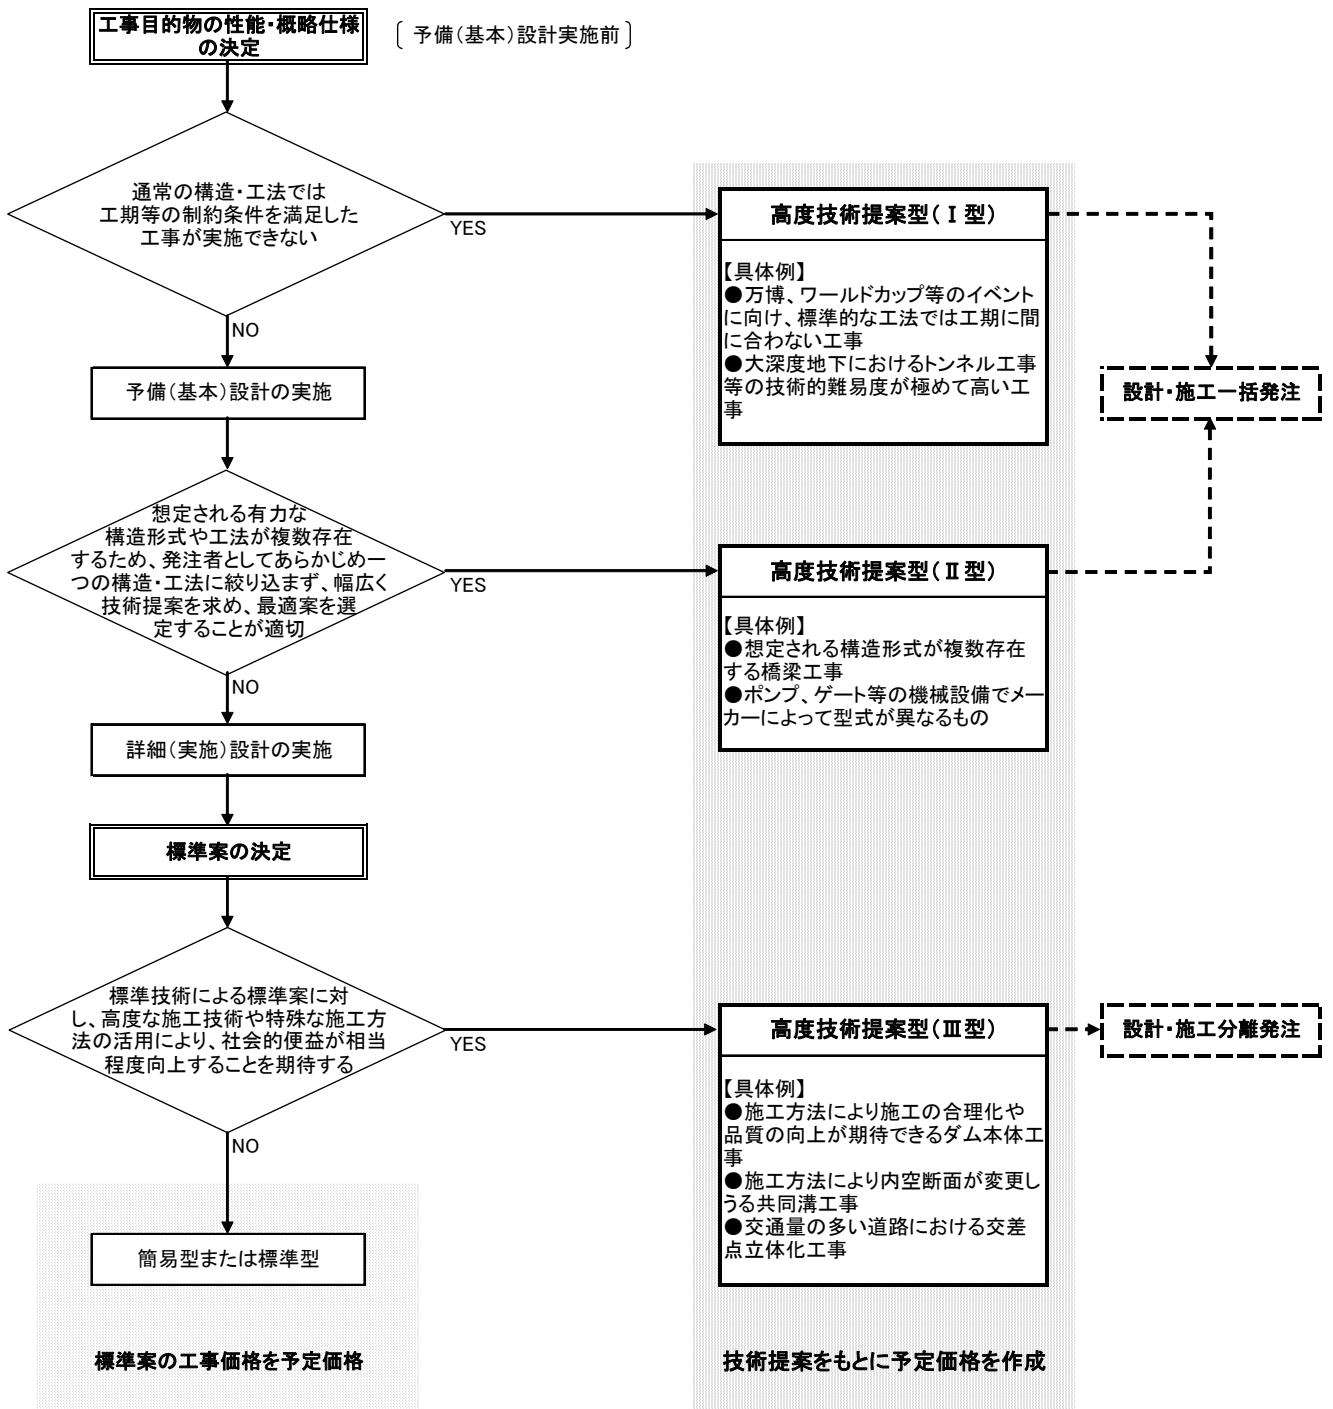 工事目的物の性能・概略仕様
の決定
〔 予備(基本)設計実施前 〕
通常の構造・工法では
工期等の制約条件を満足した
工事が実施できない
YES
NO
高度技術提案型(Ⅰ型)
【具体例】
●万博、ワールドカップ等のイベント
に向け、標準的な工法では工期に間
に合わない工事
●大深度地下におけるトンネル工事
等の技術的難易度が極めて高い工
事
設計・施工一括発注
予備(基本)設計の実施
想定される有力な
構造形式や工法が複数存在
するため、発注者としてあらかじめ一
つの構造・工法に絞り込まず、幅広く
技術提案を求め、最適案を選
定することが適切
YES
NO
高度技術提案型(Ⅱ型)
【具体例】
●想定される構造形式が複数存在
する橋梁工事
●ポンプ、ゲート等の機械設備でメー
カーによって型式が異なるもの
詳細(実施)設計の実施
標準案の決定
標準技術による標準案に対
し、高度な施工技術や特殊な施工方
法の活用により、社会的便益が相当
程度向上することを期待する
YES
NO
高度技術提案型(Ⅲ型)
【具体例】
●施工方法により施工の合理化や
品質の向上が期待できるダム本体工
事
●施工方法により内空断面が変更し
うる共同溝工事
●交通量の多い道路における交差
点立体化工事
設計・施工分離発注
簡易型または標準型
標準案の工事価格を予定価格
技術提案をもとに予定価格を作成